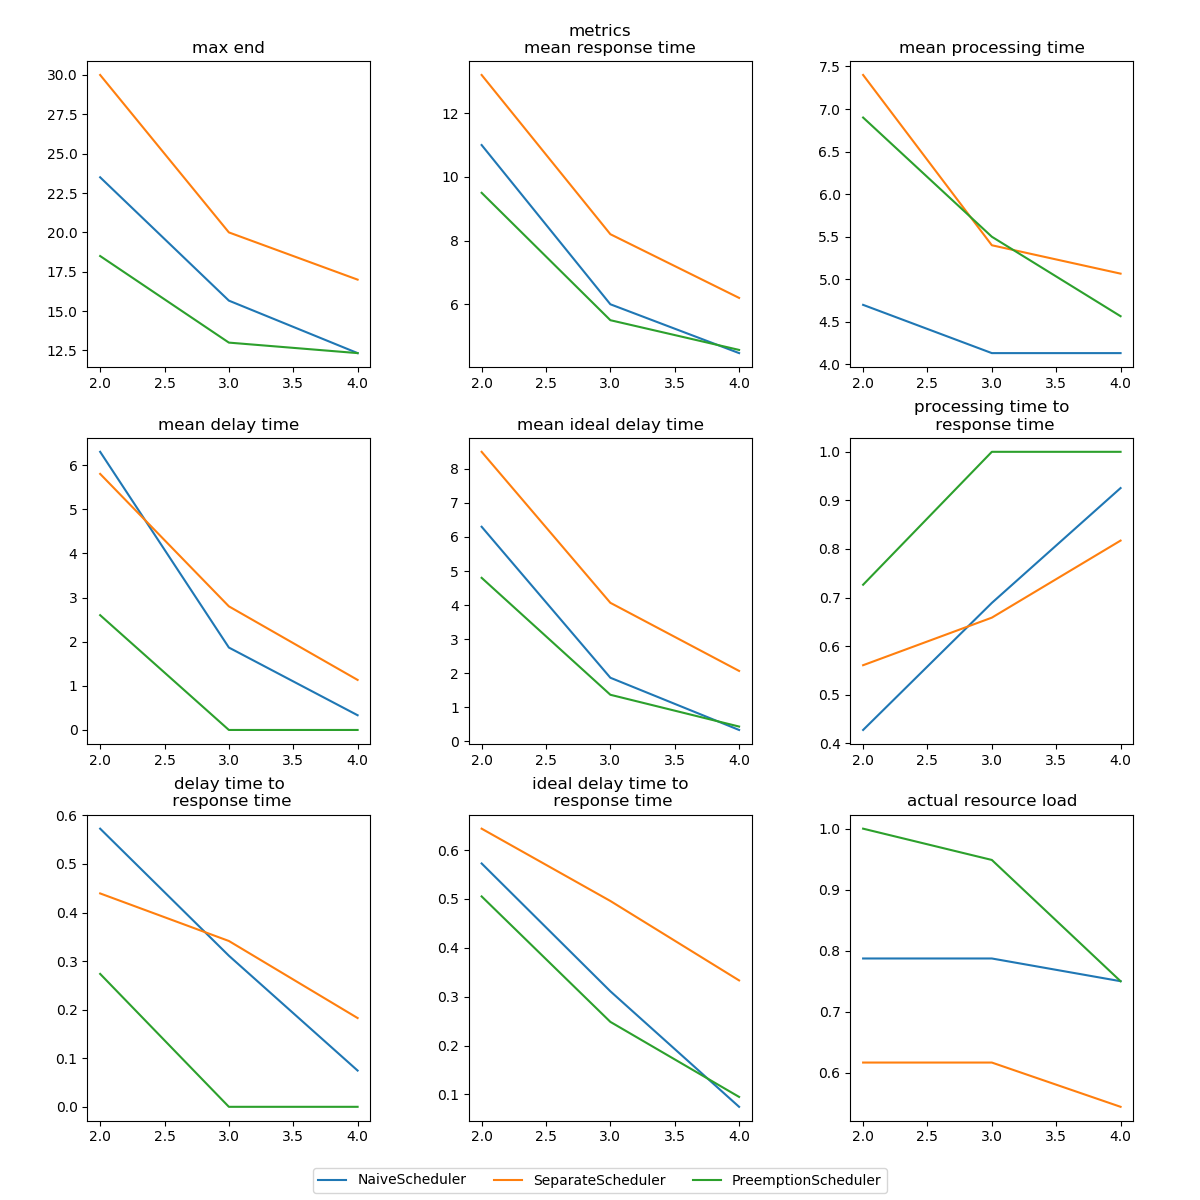 metrics
max end
mean response time
mean processing time
30.0
27.5
25.0
22.5
20.0
17.5
15.0
12.5
2.0 2.5 3.0 3.5 4.0
12
10
8
6
2.0 2.5 3.0 3.5 4.0
7.5
7.0
6.5
6.0
5.5
5.0
4.5
4.0
2.0 2.5 3.0 3.5 4.0
mean delay time
mean ideal delay time
processing time to
response time
6
5
4
3
2
1
0
2.0 2.5 3.0 3.5 4.0
8
7
6
5
4
3
2
1
0
2.0 2.5 3.0 3.5 4.0
1.0
0.9
0.8
0.7
0.6
0.5
0.4
2.0 2.5 3.0 3.5 4.0
delay time to
response time
ideal delay time to
response time
actual resource load
0.6
0.5
0.4
0.3
0.2
0.1
0.0
2.0 2.5 3.0 3.5 4.0
0.6
0.5
0.4
0.3
0.2
0.1
2.0 2.5 3.0 3.5 4.0
1.0
0.9
0.8
0.7
0.6
2.0 2.5 3.0 3.5 4.0
NaiveScheduler SeparateScheduler PreemptionScheduler